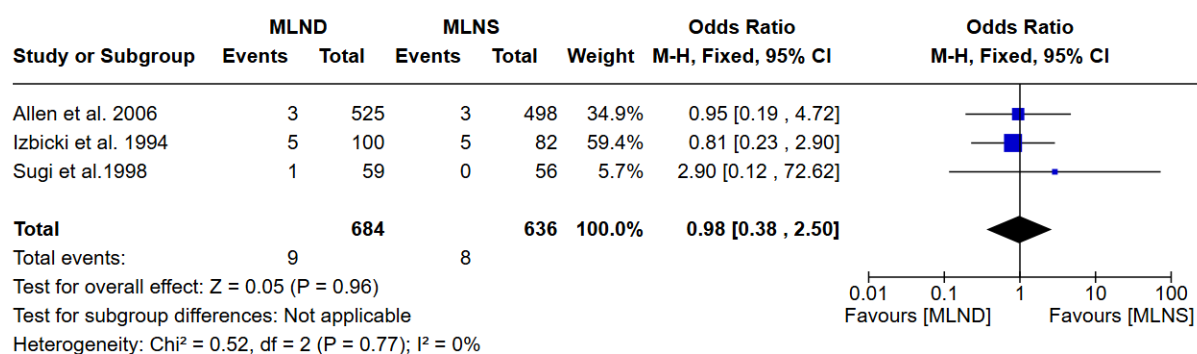 MLND MLNS Odds Ratio Odds Ratio
Study or Subgroup Events Total Events Total Weight M-H, Fixed, 95% CI M-H, Fixed, 95% CI
Allen et al. 2006 3 525 3 498 34.9% 0.95 [0.19 , 4.72]
Izbicki et al. 1994 5 100 5 82 59.4% 0.81 [0.23 , 2.90]
Sugi et al.1998 1 59 0 56 5.7% 2.90 [0.12 , 72.62]
Total 684 636 100.0% 0.98 [0.38 , 2.50]
Total events: 9 8
Test for overall effect: Z = 0.05 (P = 0.96)
Test for subgroup differences: Not applicable
Heterogeneity: Chi² = 0.52, df = 2 (P = 0.77); I² = 0%
0.01 0.1 1 10 100
Favours [MLND] Favours [MLNS]